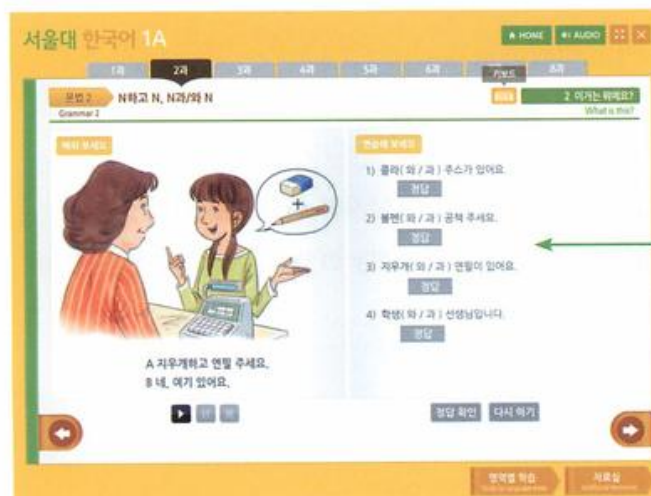 서울대 한국어 1A
HOME
AUDIO
1과
2과
3과
4과
5과
6과
8과
키보드
문법 2
N하고 N, N과/와 N
Grammar 2
2 이거는 뭐예요?
What is this?
배워 보세요
A 지우개하고 연필 주세요.
B 네, 여기 있어요.
연습해 보세요
1) 콜라( 와 / 과 ) 주스가 있어요.
정답
2) 볼펜( 와 / 과 ) 공책 주세요.
정답
3) 지우개( 와 / 과 ) 연필이 있어요.
정답
4) 학생( 와 / 과 ) 선생님입니다.
정답
정답 확인
다시 하기
영역별 학습
자료실